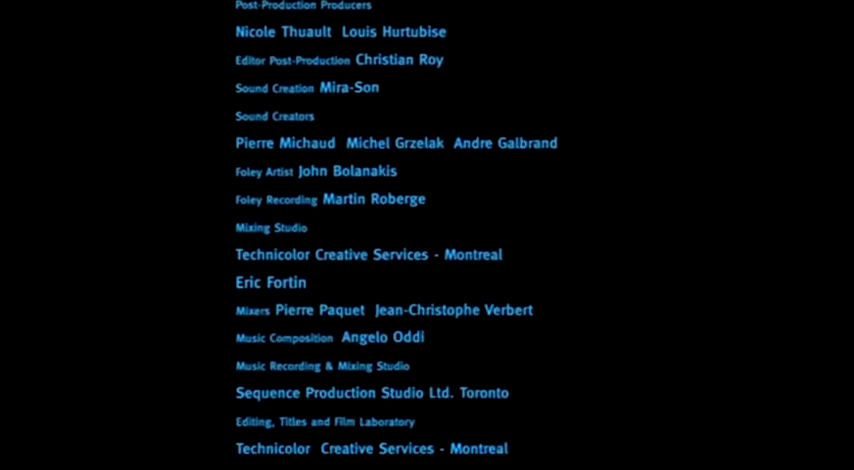 Post-Production Producers
Nicole Thuault Louis Hurtubise
Editor Post-Production Christian Roy
Sound Creation Mira-Son
Sound Creators
Pierre Michaud Michel Grzelak Andre Galbrand
Foley Artist John Bolanakis
Foley Recording Martin Roberge
Mixing Studio
Technicolor Creative Services - Montreal
Eric Fortin
Mixers Pierre Paquet Jean-Christophe Verbert
Music Composition Angelo Oddi
Music Recording & Mixing Studio
Sequence Production Studio Ltd. Toronto
Editing, Titles and Film Laboratory
Technicolor Creative Services - Montreal